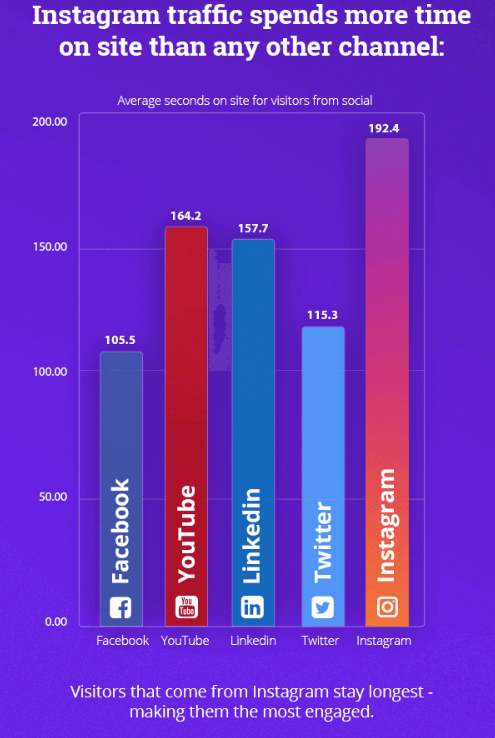 Instagram traffic spends more time
on site than any other channel:
Average seconds on site for visitors from social
200.00
192.4
164.2
157.7
150.00
115.3
105.5
100.00
50.00
0.00
Facebook
YouTube
Linkedin
Twitter
Instagram
f
You
Tube
in
Facebook YouTube Linkedin Twitter Instagram
Visitors that come from Instagram stay longest -
making them the most engaged.